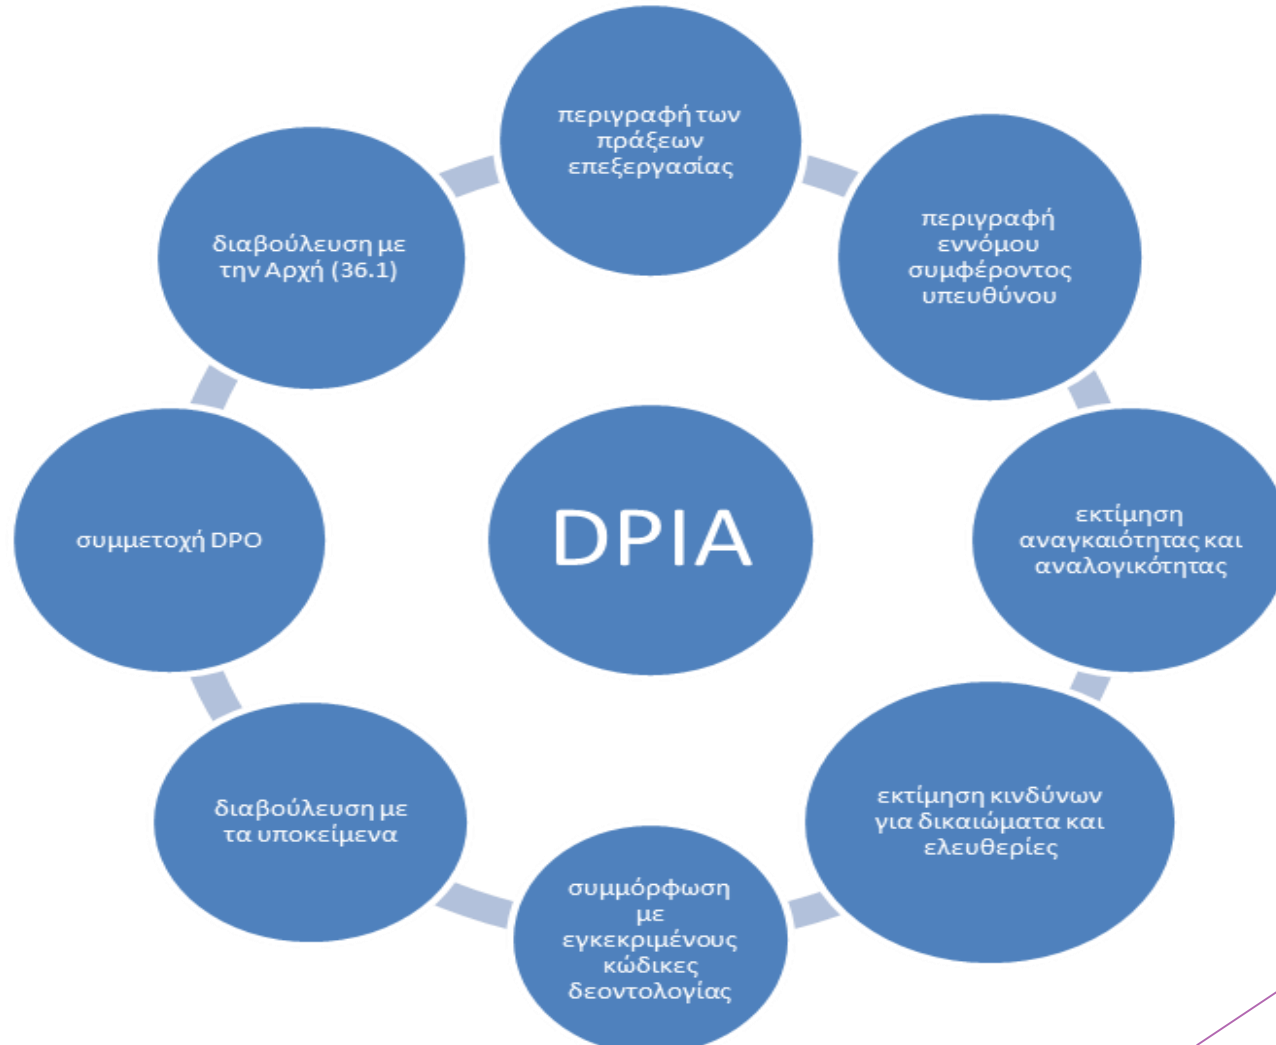 περιγραφή των
πράξεων
επεξεργασίας
περιγραφή
εννόμου
συμφέροντος
υπευθύνου
εκτίμηση
αναγκαιότητας και
αναλογικότητας
εκτίμηση κινδύνων
για δικαιώματα και
ελευθερίες
συμμόρφωση
με
εγκεκριμένους
κώδικες
δεοντολογίας
διαβούλευση με
τα υποκείμενα
συμμετοχή DPO
διαβούλευση με
την Αρχή (36.1)
DPIA